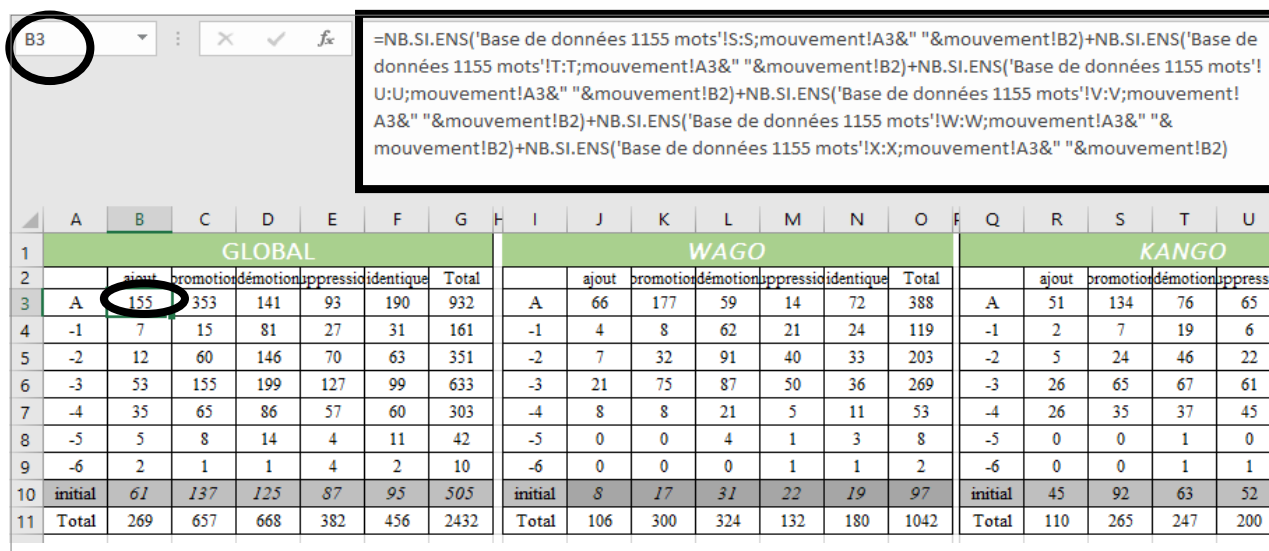 B3 fx =NB.SI.ENS('Base de données 1155 mots'!S:S;mouvement!A3&" "&mouvement!B2)+NB.SI.ENS('Base de
données 1155 mots'!T:T;mouvement!A3&" "&mouvement!B2)+NB.SI.ENS('Base de données 1155 mots'!
U:U;mouvement!A3&" "&mouvement!B2)+NB.SI.ENS('Base de données 1155 mots'!V:V;mouvement!
A3&" "&mouvement!B2)+NB.SI.ENS('Base de données 1155 mots'!W:W;mouvement!A3&" "&
mouvement!B2)+NB.SI.ENS('Base de données 1155 mots'!X:X;mouvement!A3&" "&mouvement!B2)
A B C D E F G H I J K L M N O P Q R S T U
1 GLOBAL WAGO KANGO
2 ajout promotion démotion uppressio identique Total ajout promotion démotion uppressio identique Total ajout promotion démotion uppress
3 A 155 353 141 93 190 932 A 66 177 59 14 72 388 A 51 134 76 65
4 -1 7 15 81 27 31 161 -1 4 8 62 21 24 119 -1 2 7 19 6
5 -2 12 60 146 70 63 351 -2 7 32 91 40 33 203 -2 5 24 46 22
6 -3 53 155 199 127 99 633 -3 21 75 87 50 36 269 -3 26 65 67 61
7 -4 35 65 86 57 60 303 -4 8 8 21 5 11 53 -4 26 35 37 45
8 -5 5 8 14 4 11 42 -5 0 0 4 1 3 8 -5 0 0 1 0
9 -6 2 1 1 4 2 10 -6 0 0 0 1 1 2 -6 0 0 1 1
10 initial 61 137 125 87 95 505 initial 8 17 31 22 19 97 initial 45 92 63 52
11 Total 269 657 668 382 456 2432 Total 106 300 324 132 180 1042 Total 110 265 247 200